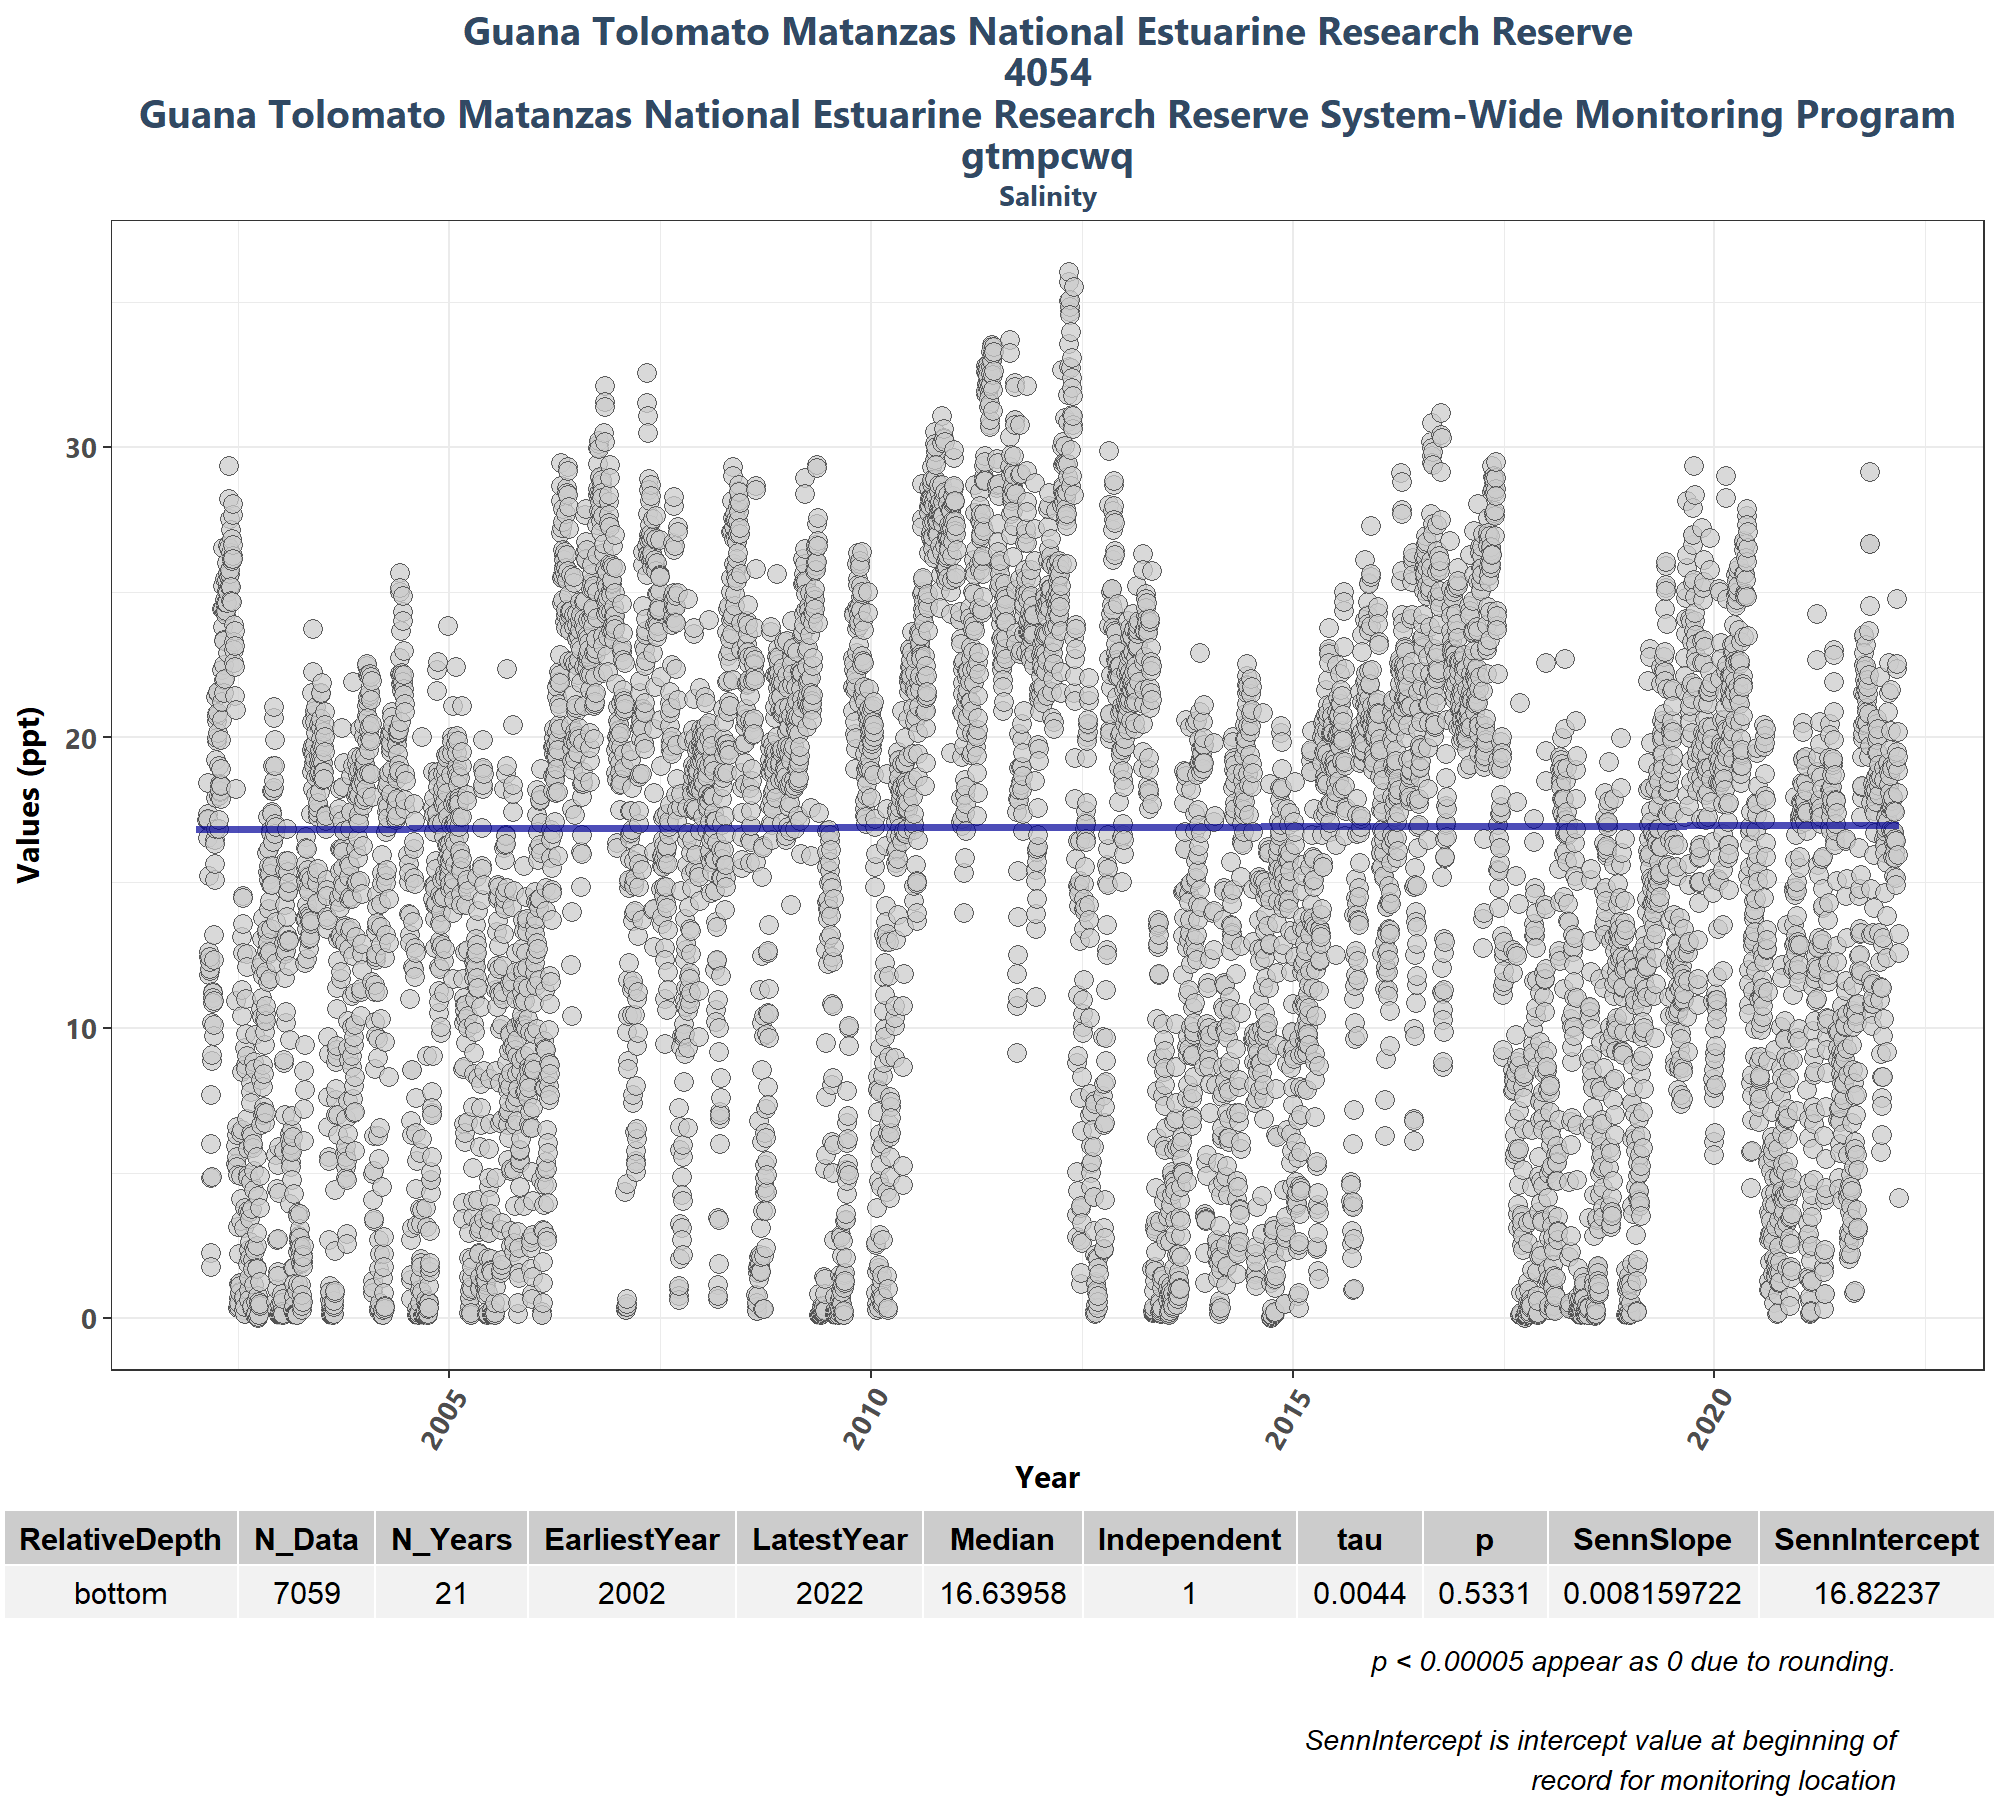 Guana Tolomato Matanzas National Estuarine Research Reserve
4054
Guana Tolomato Matanzas National Estuarine Research Reserve System-Wide Monitoring Program
gtmpcwq
Salinity
Values (ppt)
30
20
10
0
2005 2010 2015 2020
Year
RelativeDepth N_Data N_Years EarliestYear LatestYear Median Independent tau p SennSlope SennIntercept
bottom 7059 21 2002 2022 16.63958 1 0.0044 0.5331 0.008159722 16.82237
p < 0.00005 appear as 0 due to rounding.
SennIntercept is intercept value at beginning of
record for monitoring location